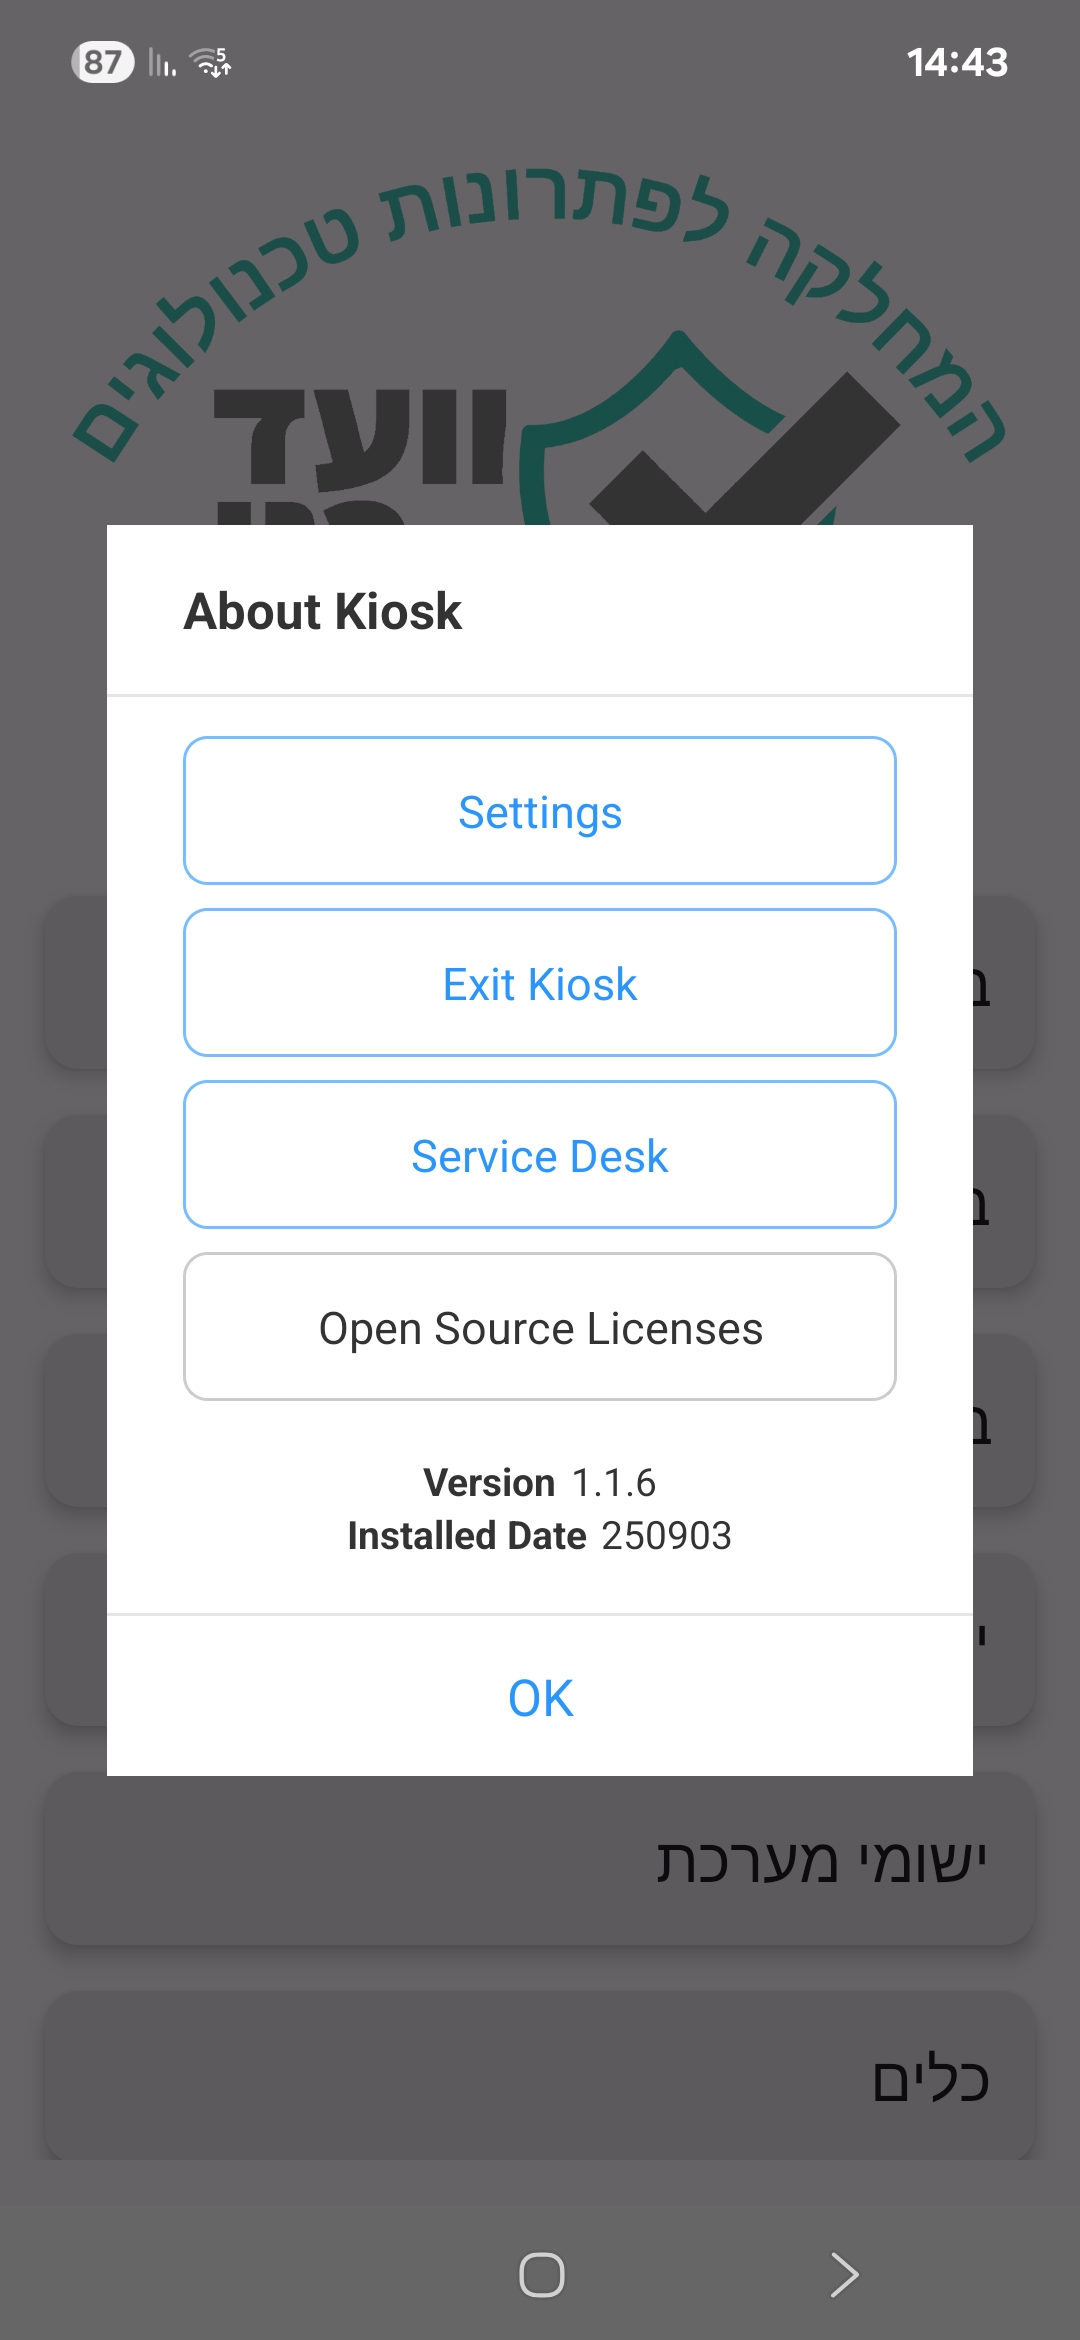 87
5
14:43
המחלקה לפתרונות טכנולוגים
וועד
About Kiosk
Settings
Exit Kiosk
Service Desk
Open Source Licenses
Version 1.1.6
Installed Date 250903
OK
ישומי מערכת
כלים